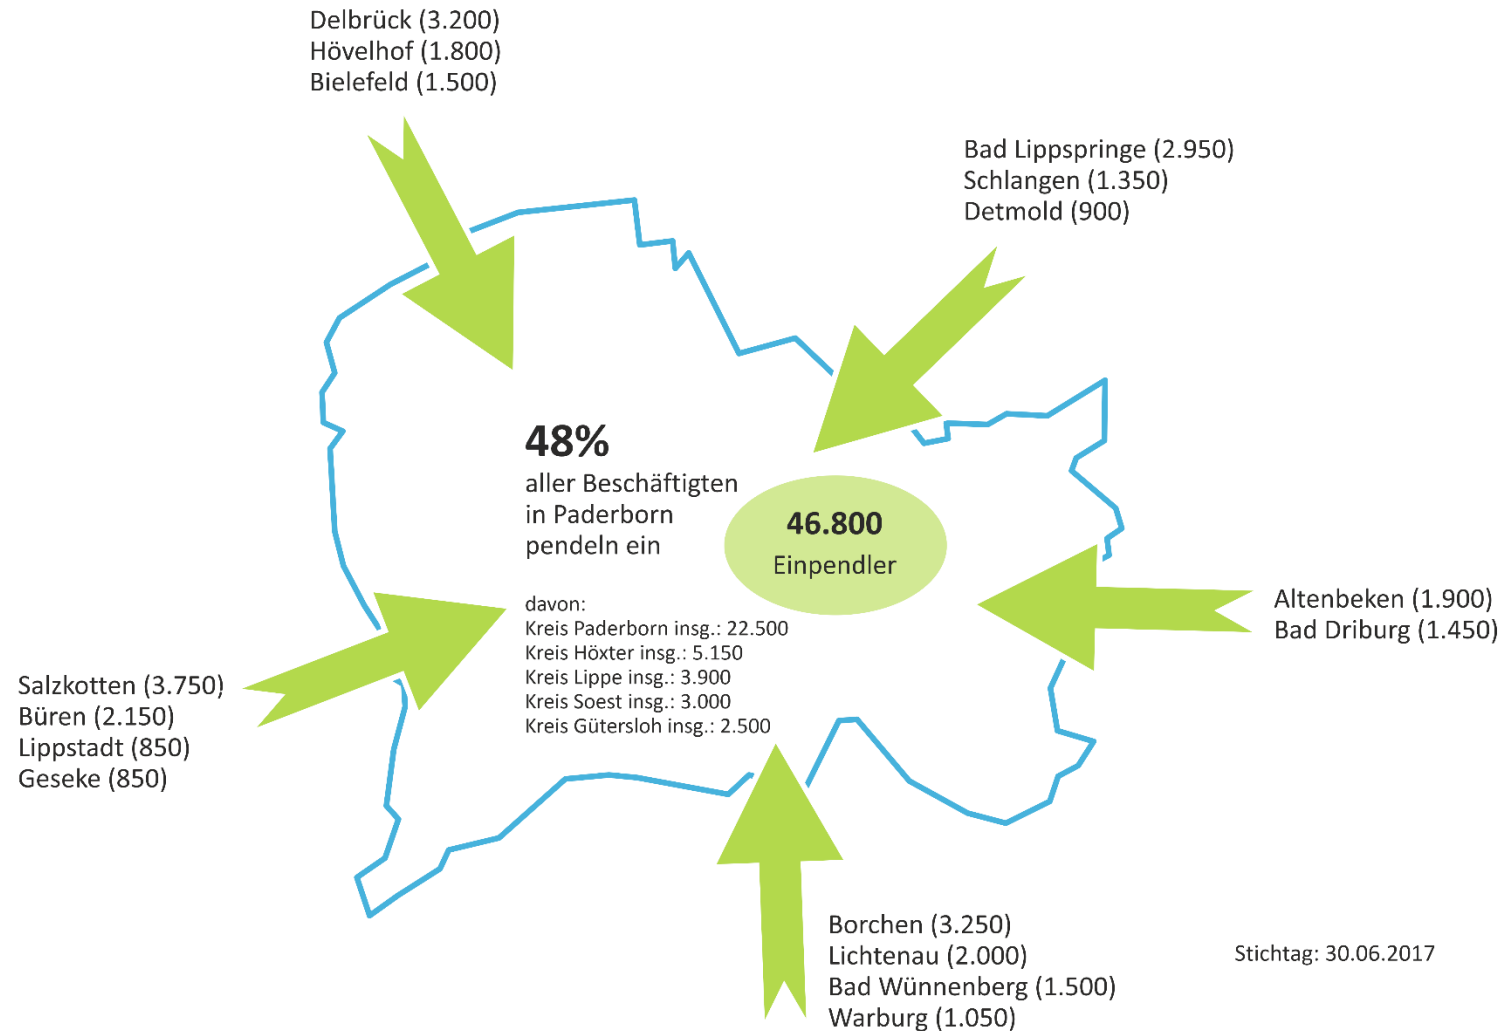 Delbrück (3.200)
Hövelhof (1.800)
Bielefeld (1.500)
Bad Lippspringe (2.950)
Schlangen (1.350)
Detmold (900)
48%
aller Beschäftigten
in Paderborn
pendeln ein
46.800
Einpendler
davon:
Kreis Paderborn insg.: 22.500
Kreis Höxter insg.: 5.150
Kreis Lippe insg.: 3.900
Kreis Soest insg.: 3.000
Kreis Gütersloh insg.: 2.500
Altenbeken (1.900)
Bad Driburg (1.450)
Salzkotten (3.750)
Büren (2.150)
Lippstadt (850)
Geseke (850)
Borchen (3.250)
Lichtenau (2.000)
Bad Wünnenberg (1.500)
Warburg (1.050)
Stichtag: 30.06.2017